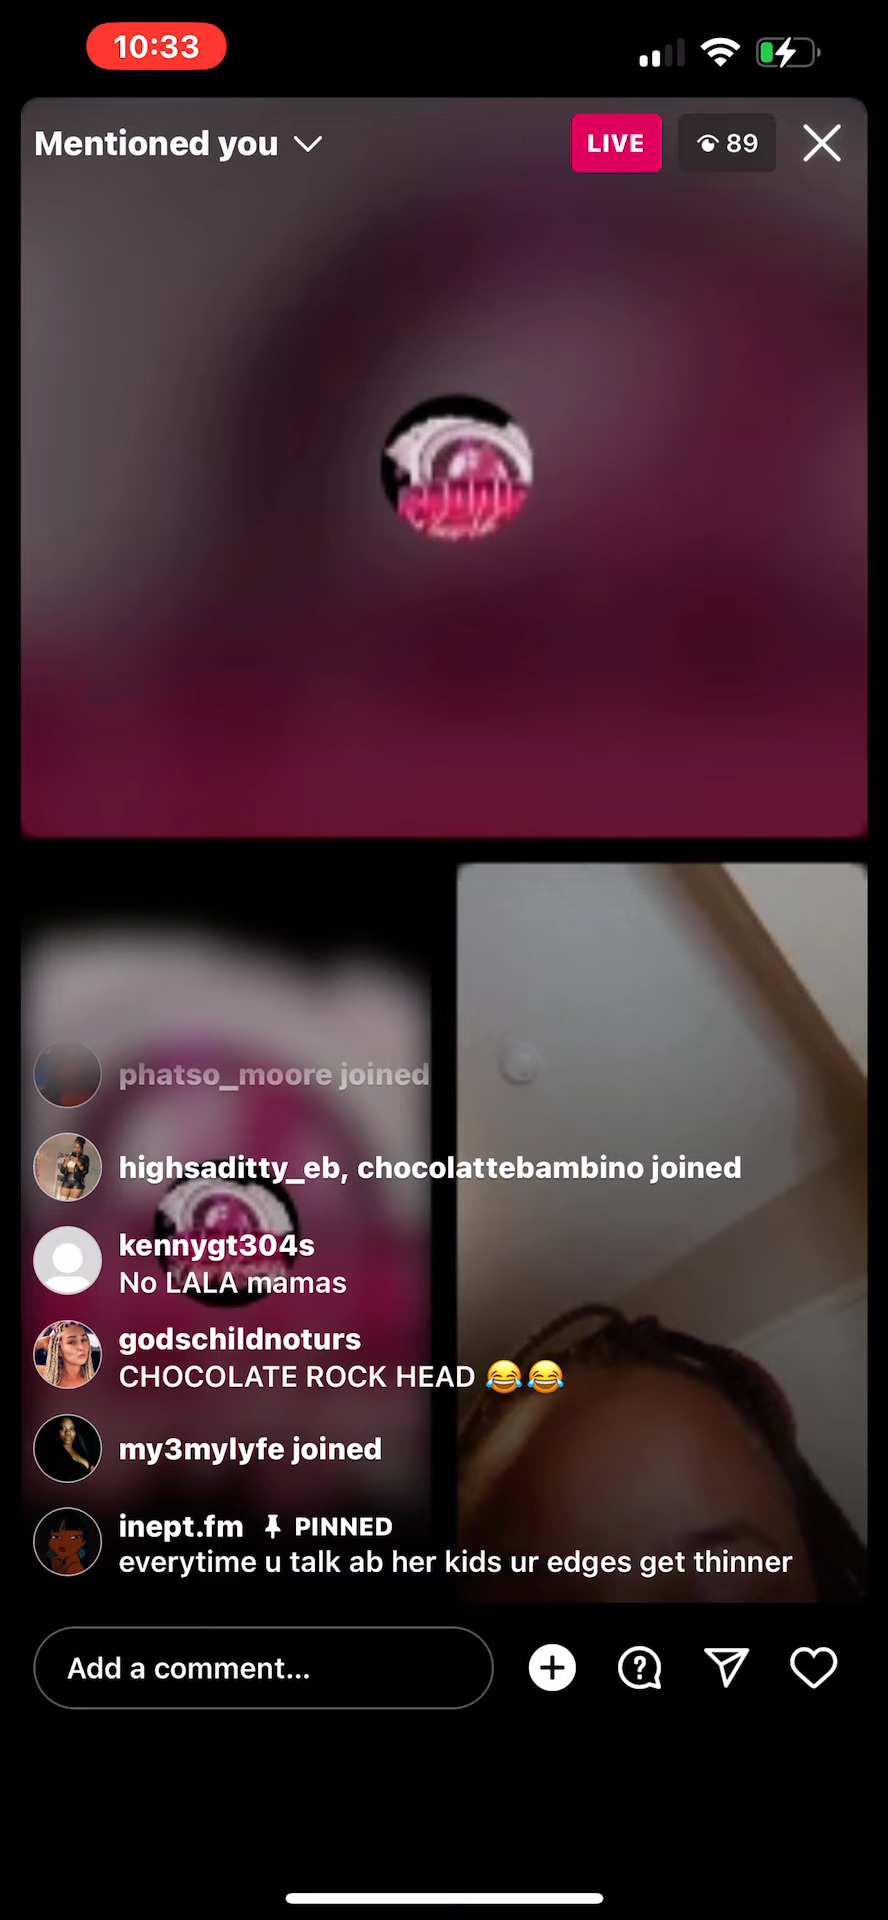 10:33
Mentioned you
LIVE
89
phatso_moore joined
highsaditty_eb, chocolattebambino joined
kennygt304s
No LALA mamas
godschildnoturs
CHOCOLATE ROCK HEAD 😂😂
my3mylyfe joined
inept.fm PINNED
everytime u talk ab her kids ur edges get thinner
Add a comment...